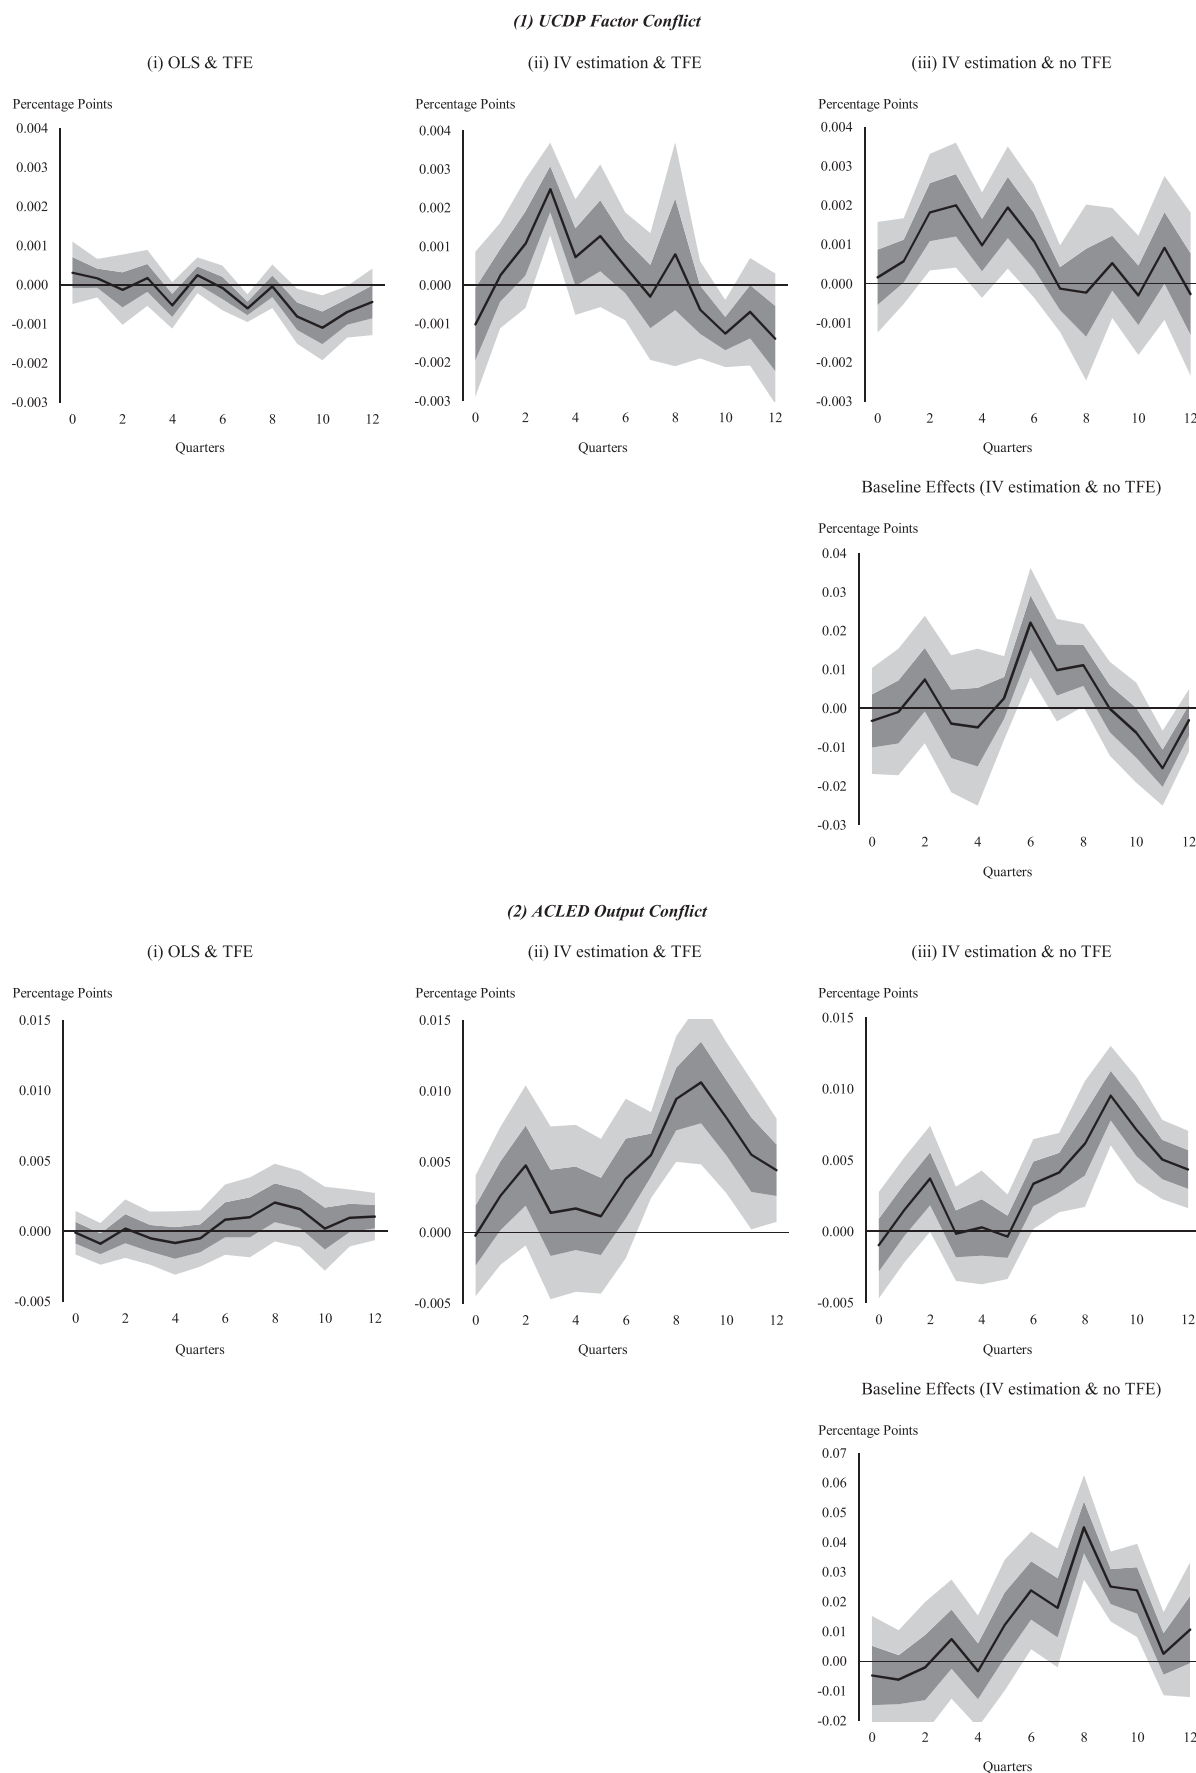 (1) UCDP Factor Conflict
(i) OLS & TFE
(ii) IV estimation & TFE
(iii) IV estimation & no TFE
Percentage Points
0.004
0.003
0.002
0.001
0.000
-0.001
-0.002
-0.003
0 2 4 6 8 10 12
Quarters
Percentage Points
0.004
0.003
0.002
0.001
0.000
-0.001
-0.002
-0.003
0 2 4 6 8 10 12
Quarters
Percentage Points
0.004
0.003
0.002
0.001
0.000
-0.001
-0.002
-0.003
0 2 4 6 8 10 12
Quarters
Baseline Effects (IV estimation & no TFE)
Percentage Points
0.04
0.03
0.02
0.01
0.00
-0.01
-0.02
-0.03
0 2 4 6 8 10 12
Quarters
(2) ACLED Output Conflict
(i) OLS & TFE
(ii) IV estimation & TFE
(iii) IV estimation & no TFE
Percentage Points
0.015
0.010
0.005
0.000
-0.005
0 2 4 6 8 10 12
Quarters
Percentage Points
0.015
0.010
0.005
0.000
-0.005
0 2 4 6 8 10 12
Quarters
Percentage Points
0.015
0.010
0.005
0.000
-0.005
0 2 4 6 8 10 12
Quarters
Baseline Effects (IV estimation & no TFE)
Percentage Points
0.07
0.06
0.05
0.04
0.03
0.02
0.01
0.00
-0.01
-0.02
0 2 4 6 8 10 12
Quarters